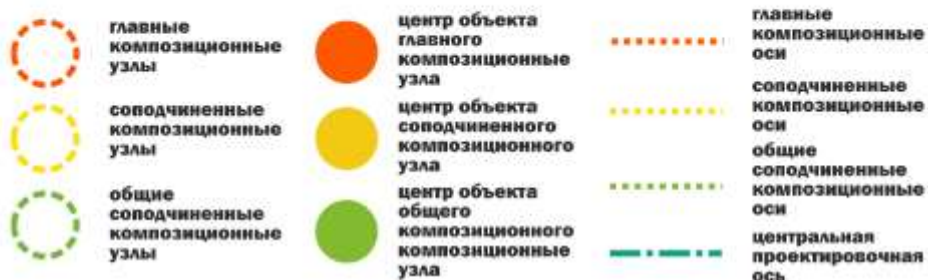 главные
композиционные
узлы
соподчиненные
композиционные
узлы
общие
соподчиненные
композиционные
узлы
центр объекта
главного
композиционные
узла
центр объекта
соподчиненного
композиционного
узла
центр объекта
общего
композиционного
композиционные
узла
главные
композиционные
оси
соподчиненные
композиционные
оси
общие
соподчиненные
композиционные
оси
центральная
проектировочная
ось